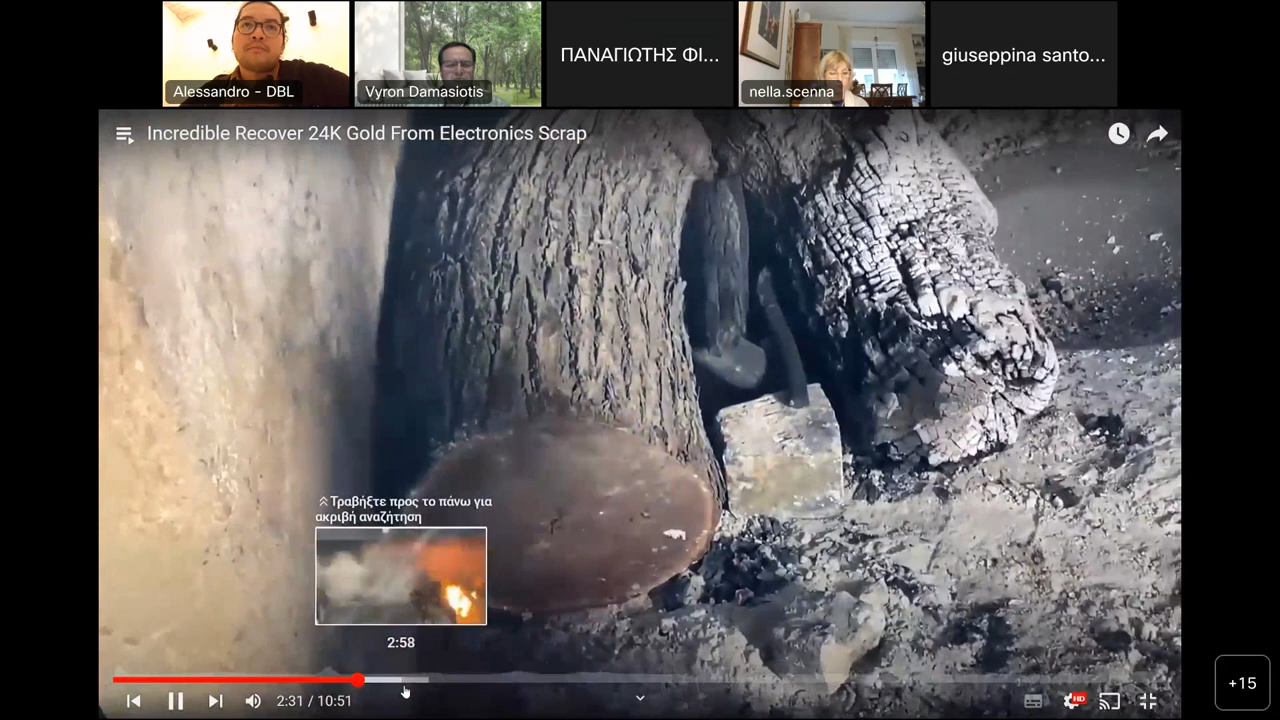 Alessandro - DBL
Vyron Damasiotis
ΠΑΝΑΓΙΩΤΗΣ ΦΙ...
nella.scenna
giuseppina santo...
Incredible Recover 24K Gold From Electronics Scrap
Τραβήξτε προς το πάνω για
ακριβή αναζήτηση
2:58
2:31 / 10:51
HD
+15